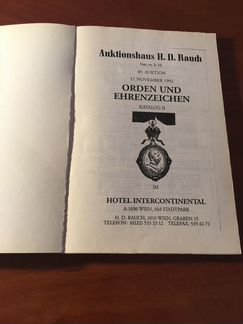 Auktionshaus H. D. Rauch
Ges. m. b. H.
49. AUKTION
17. NOVEMBER 1992
ORDEN UND
EHRENZEICHEN
KATALOG II
HOTEL INTERCONTINENTAL
A-1030 WIEN, AM STADTPARK
H. D. RAUCH, 1010 WIEN, GRABEN 15
TELEFON: (0222) 533 33 12 TELEFAX: 535 61 71